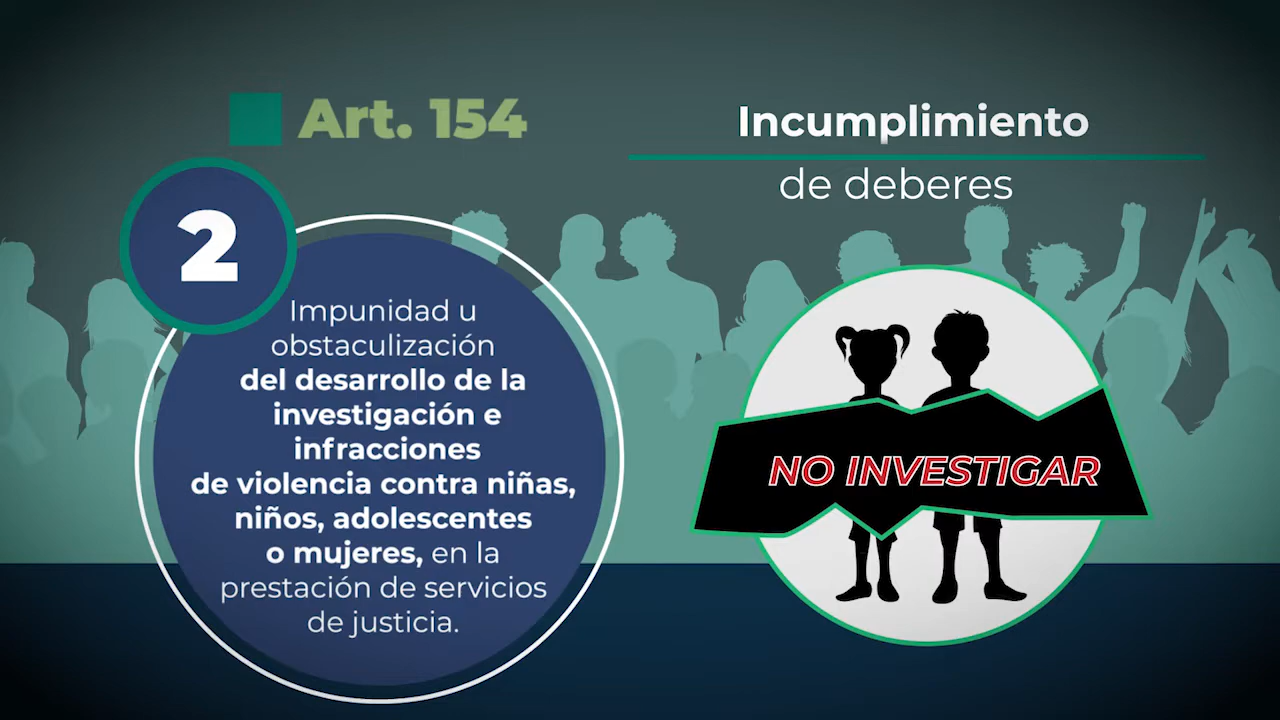 Art. 154
Incumplimiento
de deberes
2
Impunidad u
obstaculización
del desarrollo de la
investigación e
infracciones
de violencia contra niñas,
niños, adolescentes
o mujeres, en la
prestación de servicios
de justicia.
NO INVESTIGAR